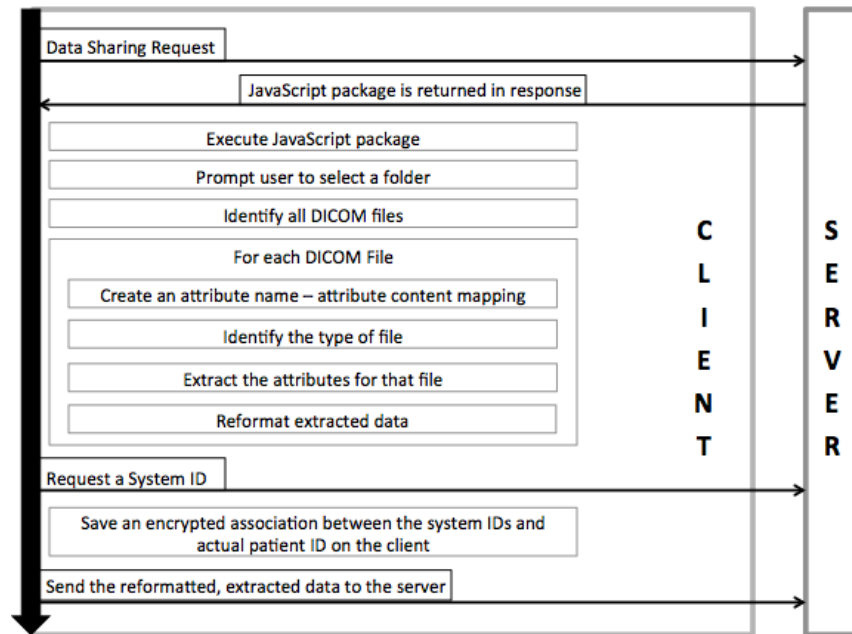 Data Sharing Request
JavaScript package is returned in response
Execute JavaScript package
Prompt user to select a folder
Identify all DICOM files
For each DICOM File
Create an attribute name – attribute content mapping
Identify the type of file
Extract the attributes for that file
Reformat extracted data
Request a System ID
Save an encrypted association between the system IDs and
actual patient ID on the client
Send the reformatted, extracted data to the server
C
L
I
E
N
T
S
E
R
V
E
R